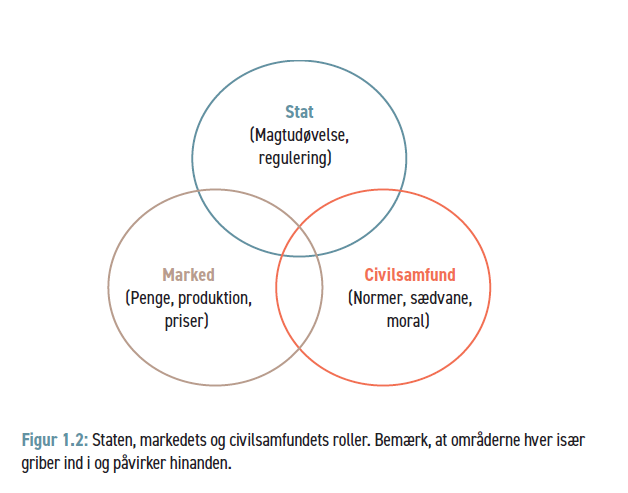 Stat
(Magtudøvelse,
regulering)
Marked
(Penge, produktion,
priser)
Civilsamfund
(Normer, sædvane,
moral)
Figur 1.2: Staten, markedets og civilsamfundets roller. Bemærk, at områderne hver især
griber ind i og påvirker hinanden.